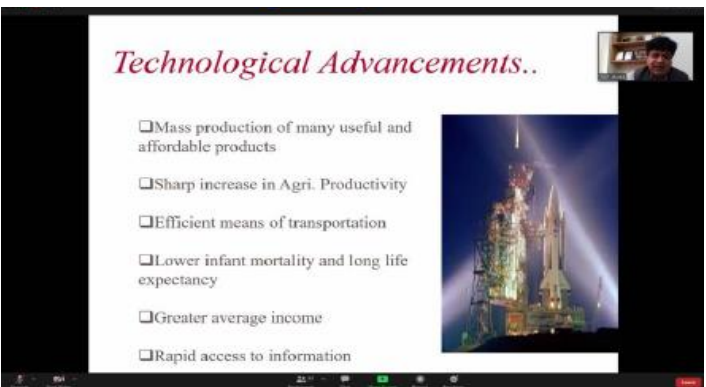 Technological Advancements..
❑Mass production of many useful and
affordable products
❑Sharp increase in Agri. Productivity
❑Efficient means of transportation
❑Lower infant mortality and long life
expectancy
❑Greater average income
❑Rapid access to information